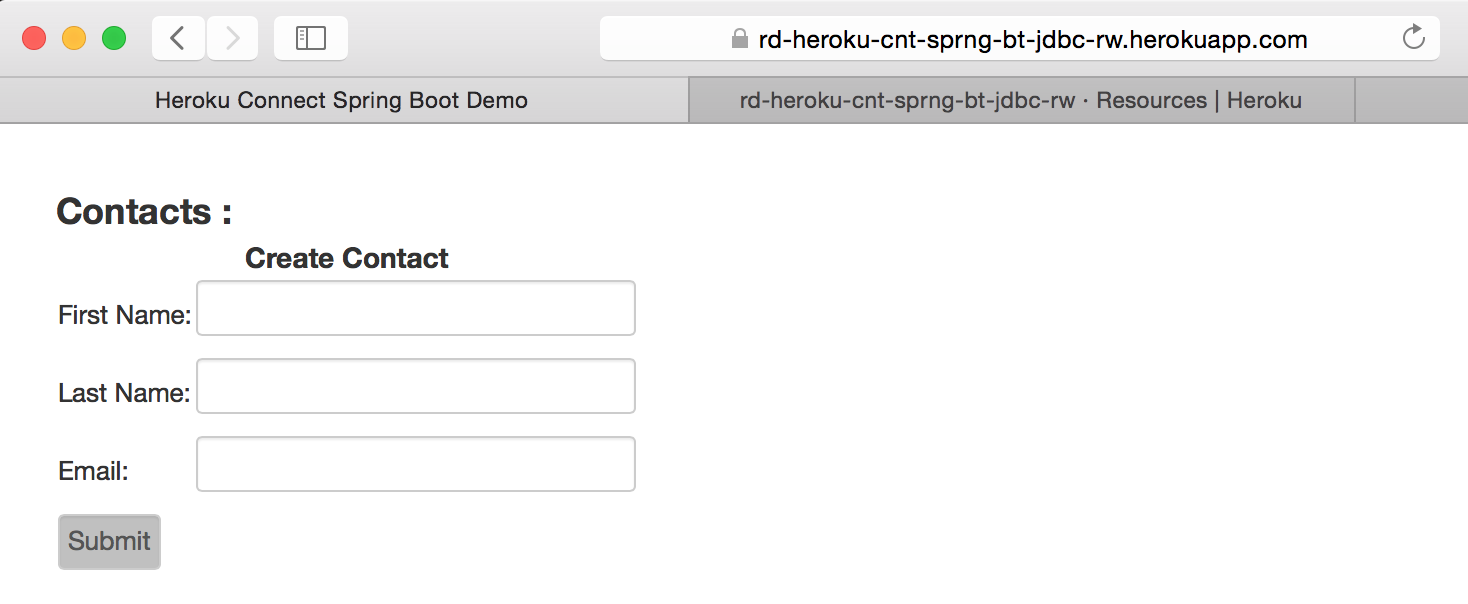 rd-heroku-cnt-sprng-bt-jdbc-rw.herokuapp.com
Heroku Connect Spring Boot Demo
rd-heroku-cnt-sprng-bt-jdbc-rw · Resources | Heroku
Contacts :
Create Contact
First Name:
Last Name:
Email:
Submit